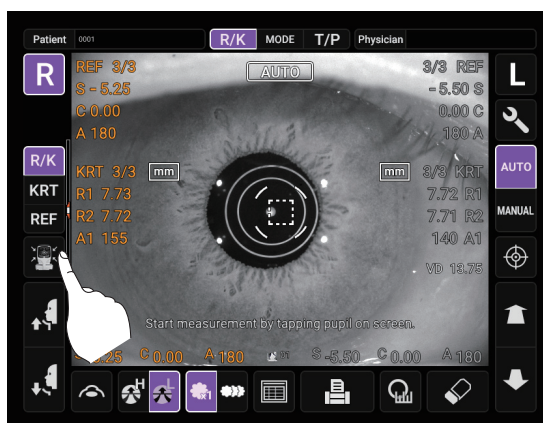 Patient 0001 R/K MODE T/P Physician
R REF 3/3 AUTO 3/3 REF L
S - 5.25 - 5.50 S
C 0.00 0.00 C
A 180 180 A
R/K KRT 3/3 mm mm 3/3 KRT AUTO
KRT R1 7.73 7.72 R1
REF R2 7.72 7.71 R2 MANUAL
A1 155 140 A1
VD 13.75
Start measurement by tapping pupil on screen.
5.25 C 0.00 A 180 S -5.50 C 0.00 A 180
H L x1